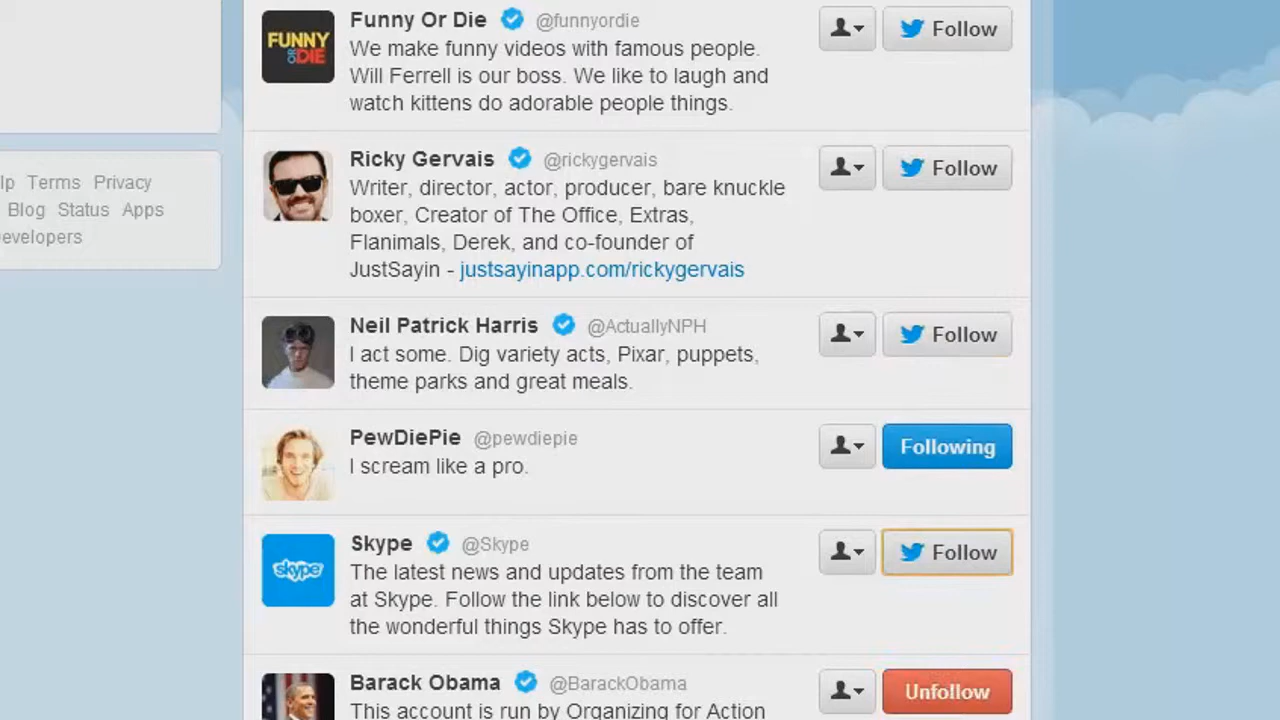 Funny Or Die @funnyordie
FUNNY
OR DIE
We make funny videos with famous people.
Will Ferrell is our boss. We like to laugh and
watch kittens do adorable people things.
Follow
Ricky Gervais @rickygervais
Writer, director, actor, producer, bare knuckle
boxer, Creator of The Office, Extras,
Flanimals, Derek, and co-founder of
JustSayin - justsayinapp.com/rickygervais
Follow
lp Terms Privacy
Blog Status Apps
evelopers
Neil Patrick Harris @ActuallyNPH
I act some. Dig variety acts, Pixar, puppets,
theme parks and great meals.
Follow
PewDiePie @pewdiepie
I scream like a pro.
Following
Skype @Skype
skype
The latest news and updates from the team
at Skype. Follow the link below to discover all
the wonderful things Skype has to offer.
Follow
Barack Obama @BarackObama
This account is run by Organizing for Action
Unfollow